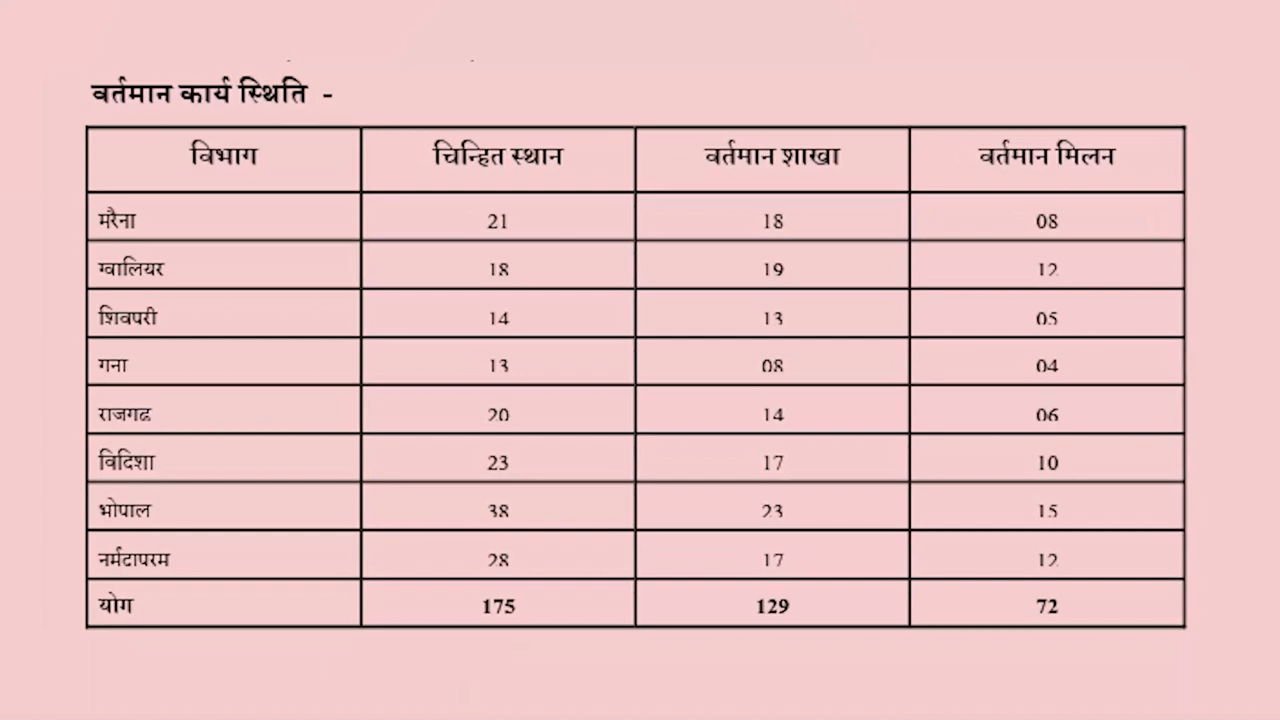 वर्तमान कार्य स्थिति -
विभाग चिन्हित स्थान वर्तमान शाखा वर्तमान मिलन
मुरैना 21 18 08
ग्वालियर 18 19 12
शिवपुरी 14 13 05
गुना 13 08 04
राजगढ़ 20 14 06
विदिशा 23 17 10
भोपाल 38 23 15
नर्मदापुरम 28 17 12
योग 175 129 72